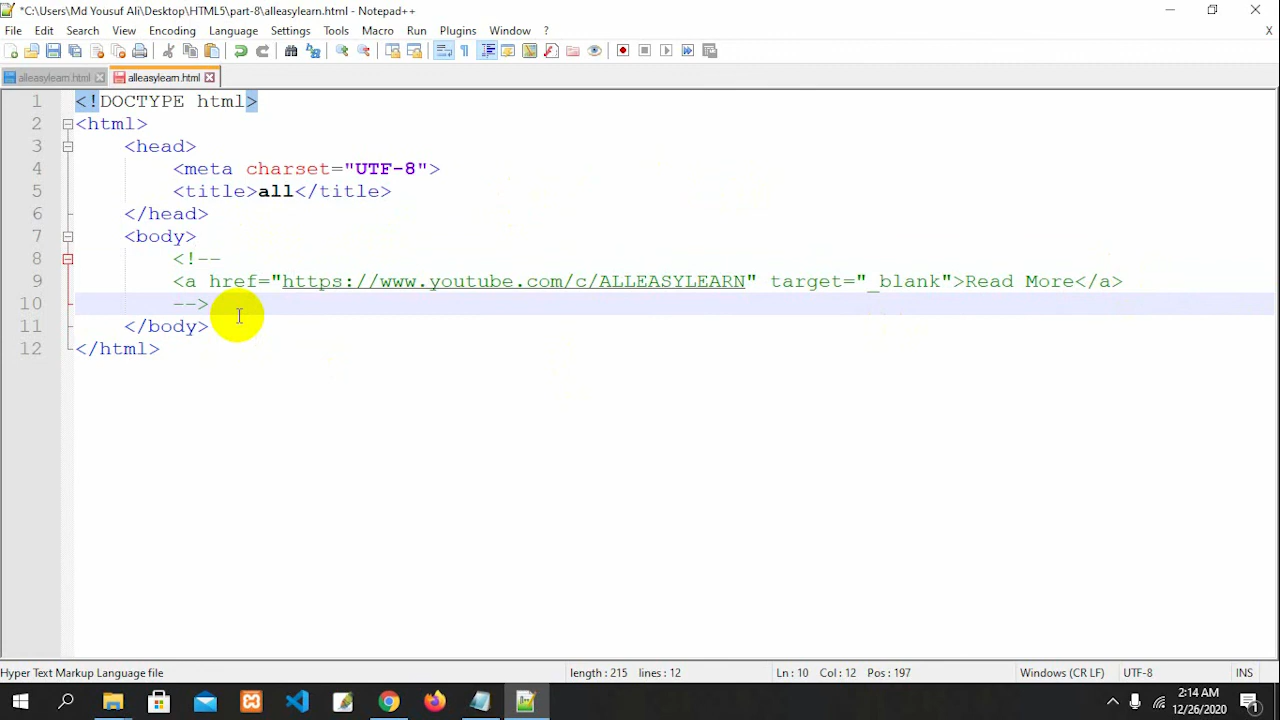 *C:\Users\Md Yousuf Ali\Desktop\HTML5\part-8\alleasylearn.html - Notepad++
File Edit Search View Encoding Language Settings Tools Macro Run Plugins Window ? X
alleasylearn.html alleasylearn.html
1 <!DOCTYPE html>
2 <html>
3 <head>
4 <meta charset="UTF-8">
5 <title>all</title>
6 </head>
7 <body>
8 <!--
9 <a href="https://www.youtube.com/c/ALLEASYLEARN" target="_blank">Read More</a>
10 -->
11 </body>
12 </html>
Hyper Text Markup Language file length : 215 lines : 12 Ln : 10 Col : 12 Pos : 197 Windows (CR LF) UTF-8 INS
2:14 AM
12/26/2020
1